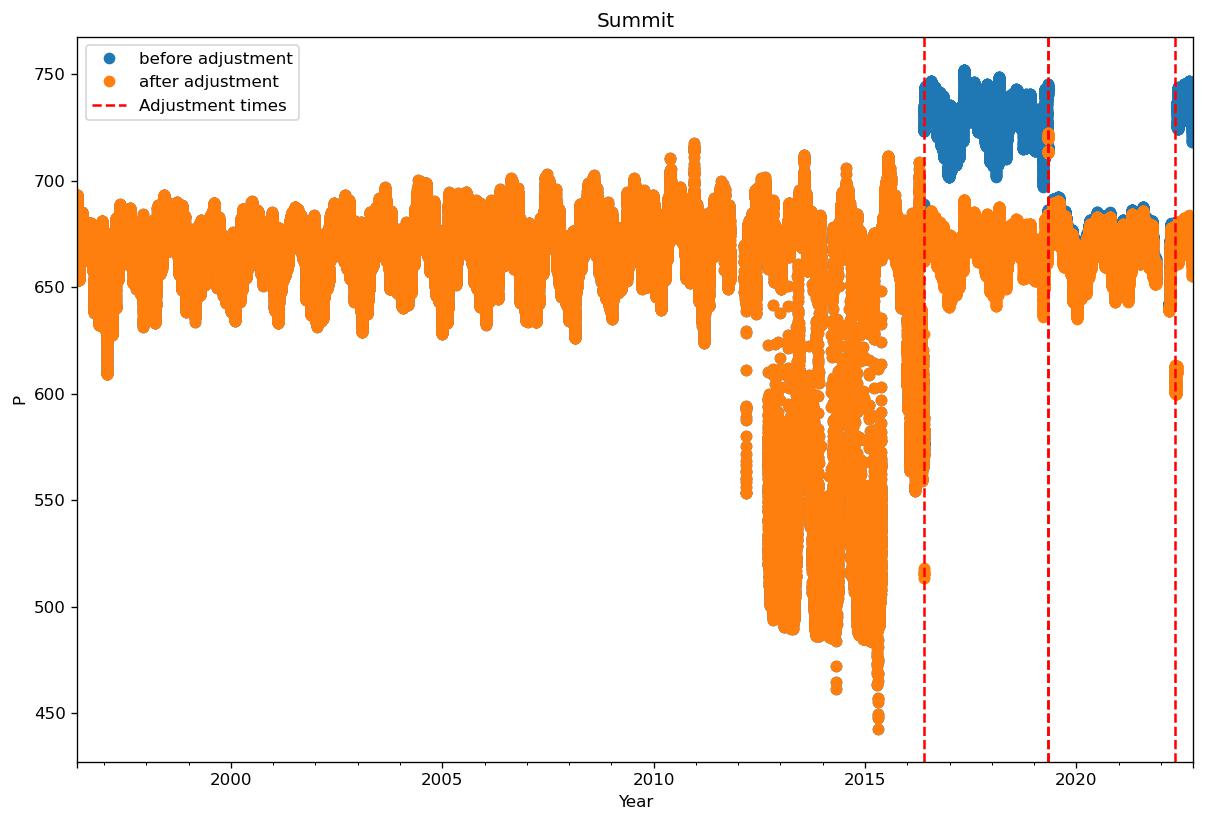 Summit
before adjustment
after adjustment
Adjustment times
750
700
650
600
550
500
450
P
2000 2005 2010 2015 2020
Year